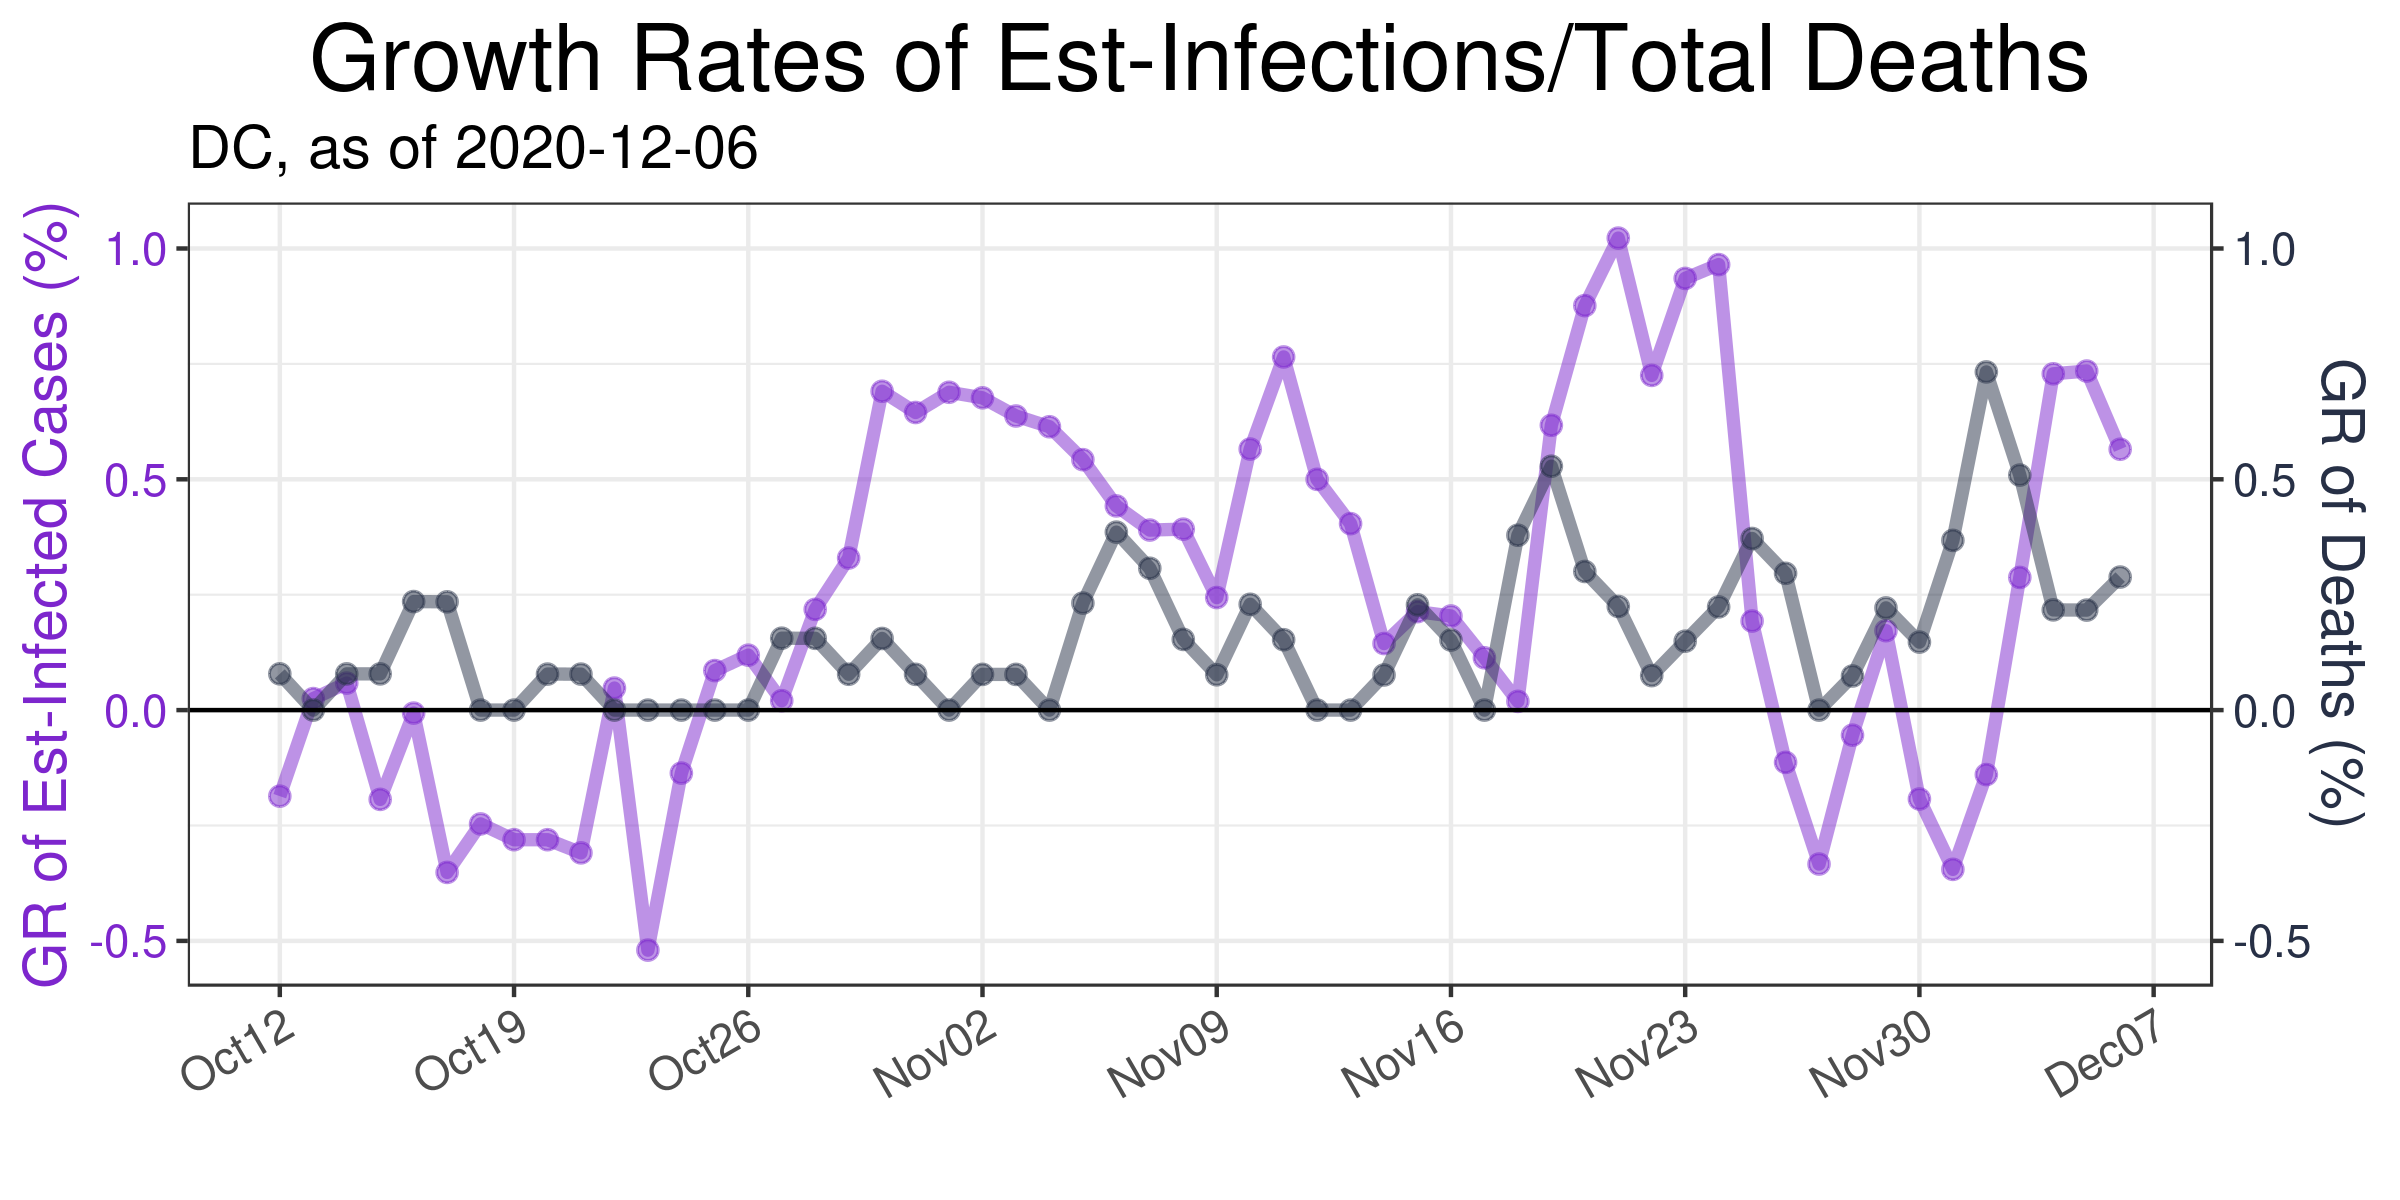 Growth Rates of Est-Infections/Total Deaths
DC, as of 2020-12-06
GR of Est-Infected Cases (%)
1.0
0.5
0.0
-0.5
1.0
0.5
0.0
-0.5
GR of Deaths (%)
Oct12
Oct19
Oct26
Nov02
Nov09
Nov16
Nov23
Nov30
Dec07